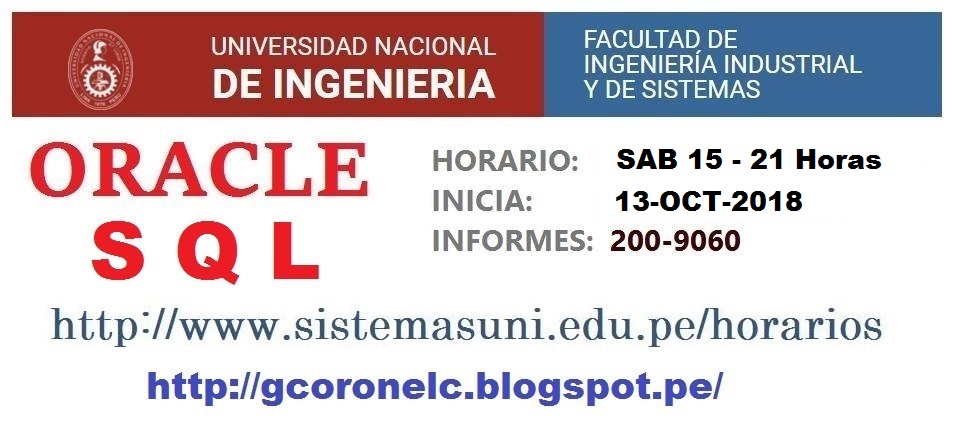 UNIVERSIDAD NACIONAL
DE INGENIERIA
FACULTAD DE
INGENIERÍA INDUSTRIAL
Y DE SISTEMAS
ORACLE
SQL
HORARIO: SAB 15 - 21 Horas
INICIA: 13-OCT-2018
INFORMES: 200-9060
http://www.sistemasuni.edu.pe/horarios
http://gcoronelc.blogspot.pe/